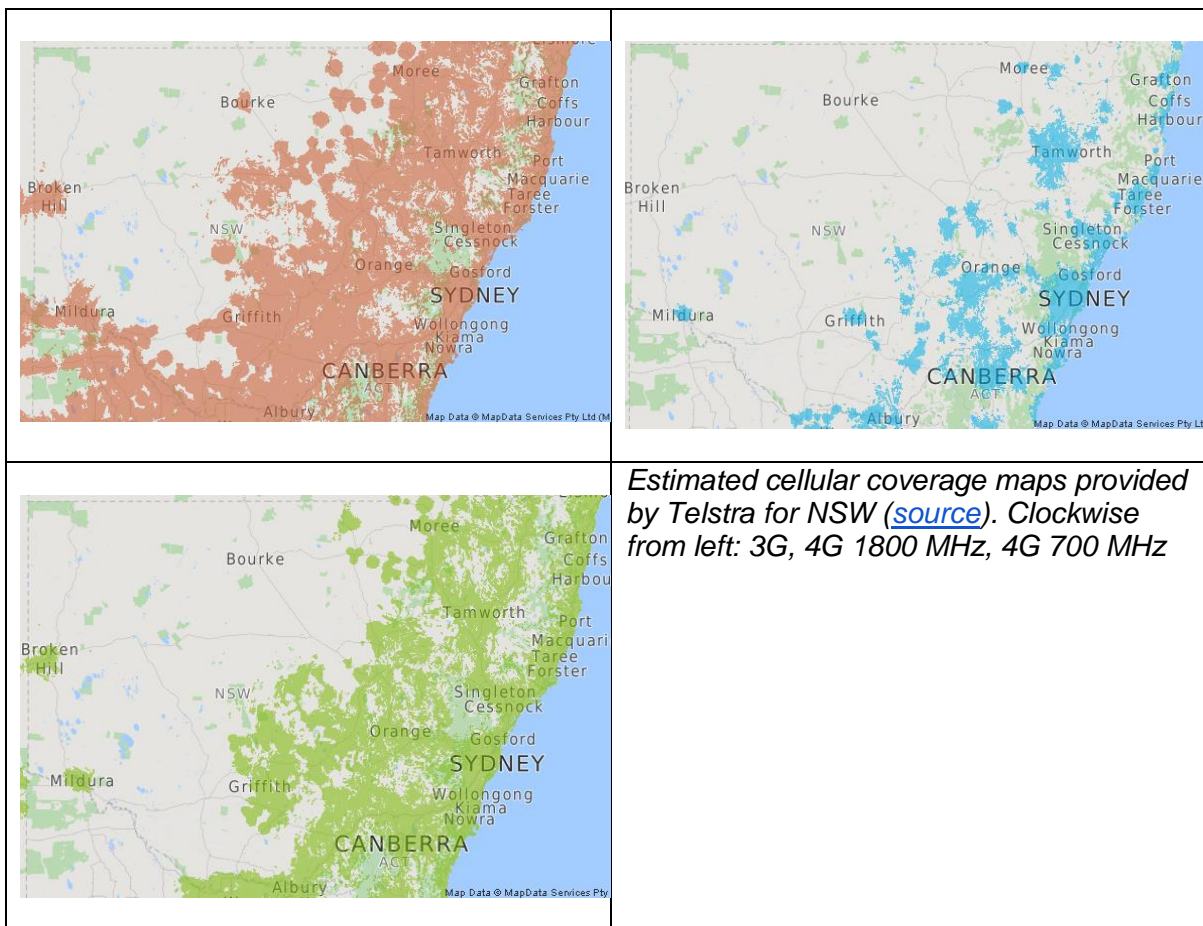 Lismore
Moree
Grafton
Bourke
Coffs
Harbour
Tamworth
Port
Macquarie
Broken
Hill
Taree
Forster
NSW
Singleton
Cessnock
Orange
Gosford
SYDNEY
Mildura
Griffith
Wollongong
Kiama
Nowra
CANBERRA
ACT
Albury
Map Data © MapData Services Pty Ltd (M
Moree
Grafton
Bourke
Coffs
Harbour
Tamworth
Port
Macquarie
Broken
Hill
Taree
Forster
NSW
Singleton
Cessnock
Orange
Gosford
SYDNEY
Mildura
Griffith
Wollongong
Kiama
Nowra
CANBERRA
ACT
Albury
Map Data © MapData Services Pty Lt
Moree
Grafton
Bourke
Coffs
Harbou
Tamworth
Port
Macquari
Broken
Hill
Taree
Forster
NSW
Singleton
Cessnock
Orange
Gosford
SYDNEY
Mildura
Griffith
Wollongong
Kiama
Nowra
CANBERRA
ACT
Albury
Map Data © MapData Services Pty
Estimated cellular coverage maps provided
by Telstra for NSW (source). Clockwise
from left: 3G, 4G 1800 MHz, 4G 700 MHz